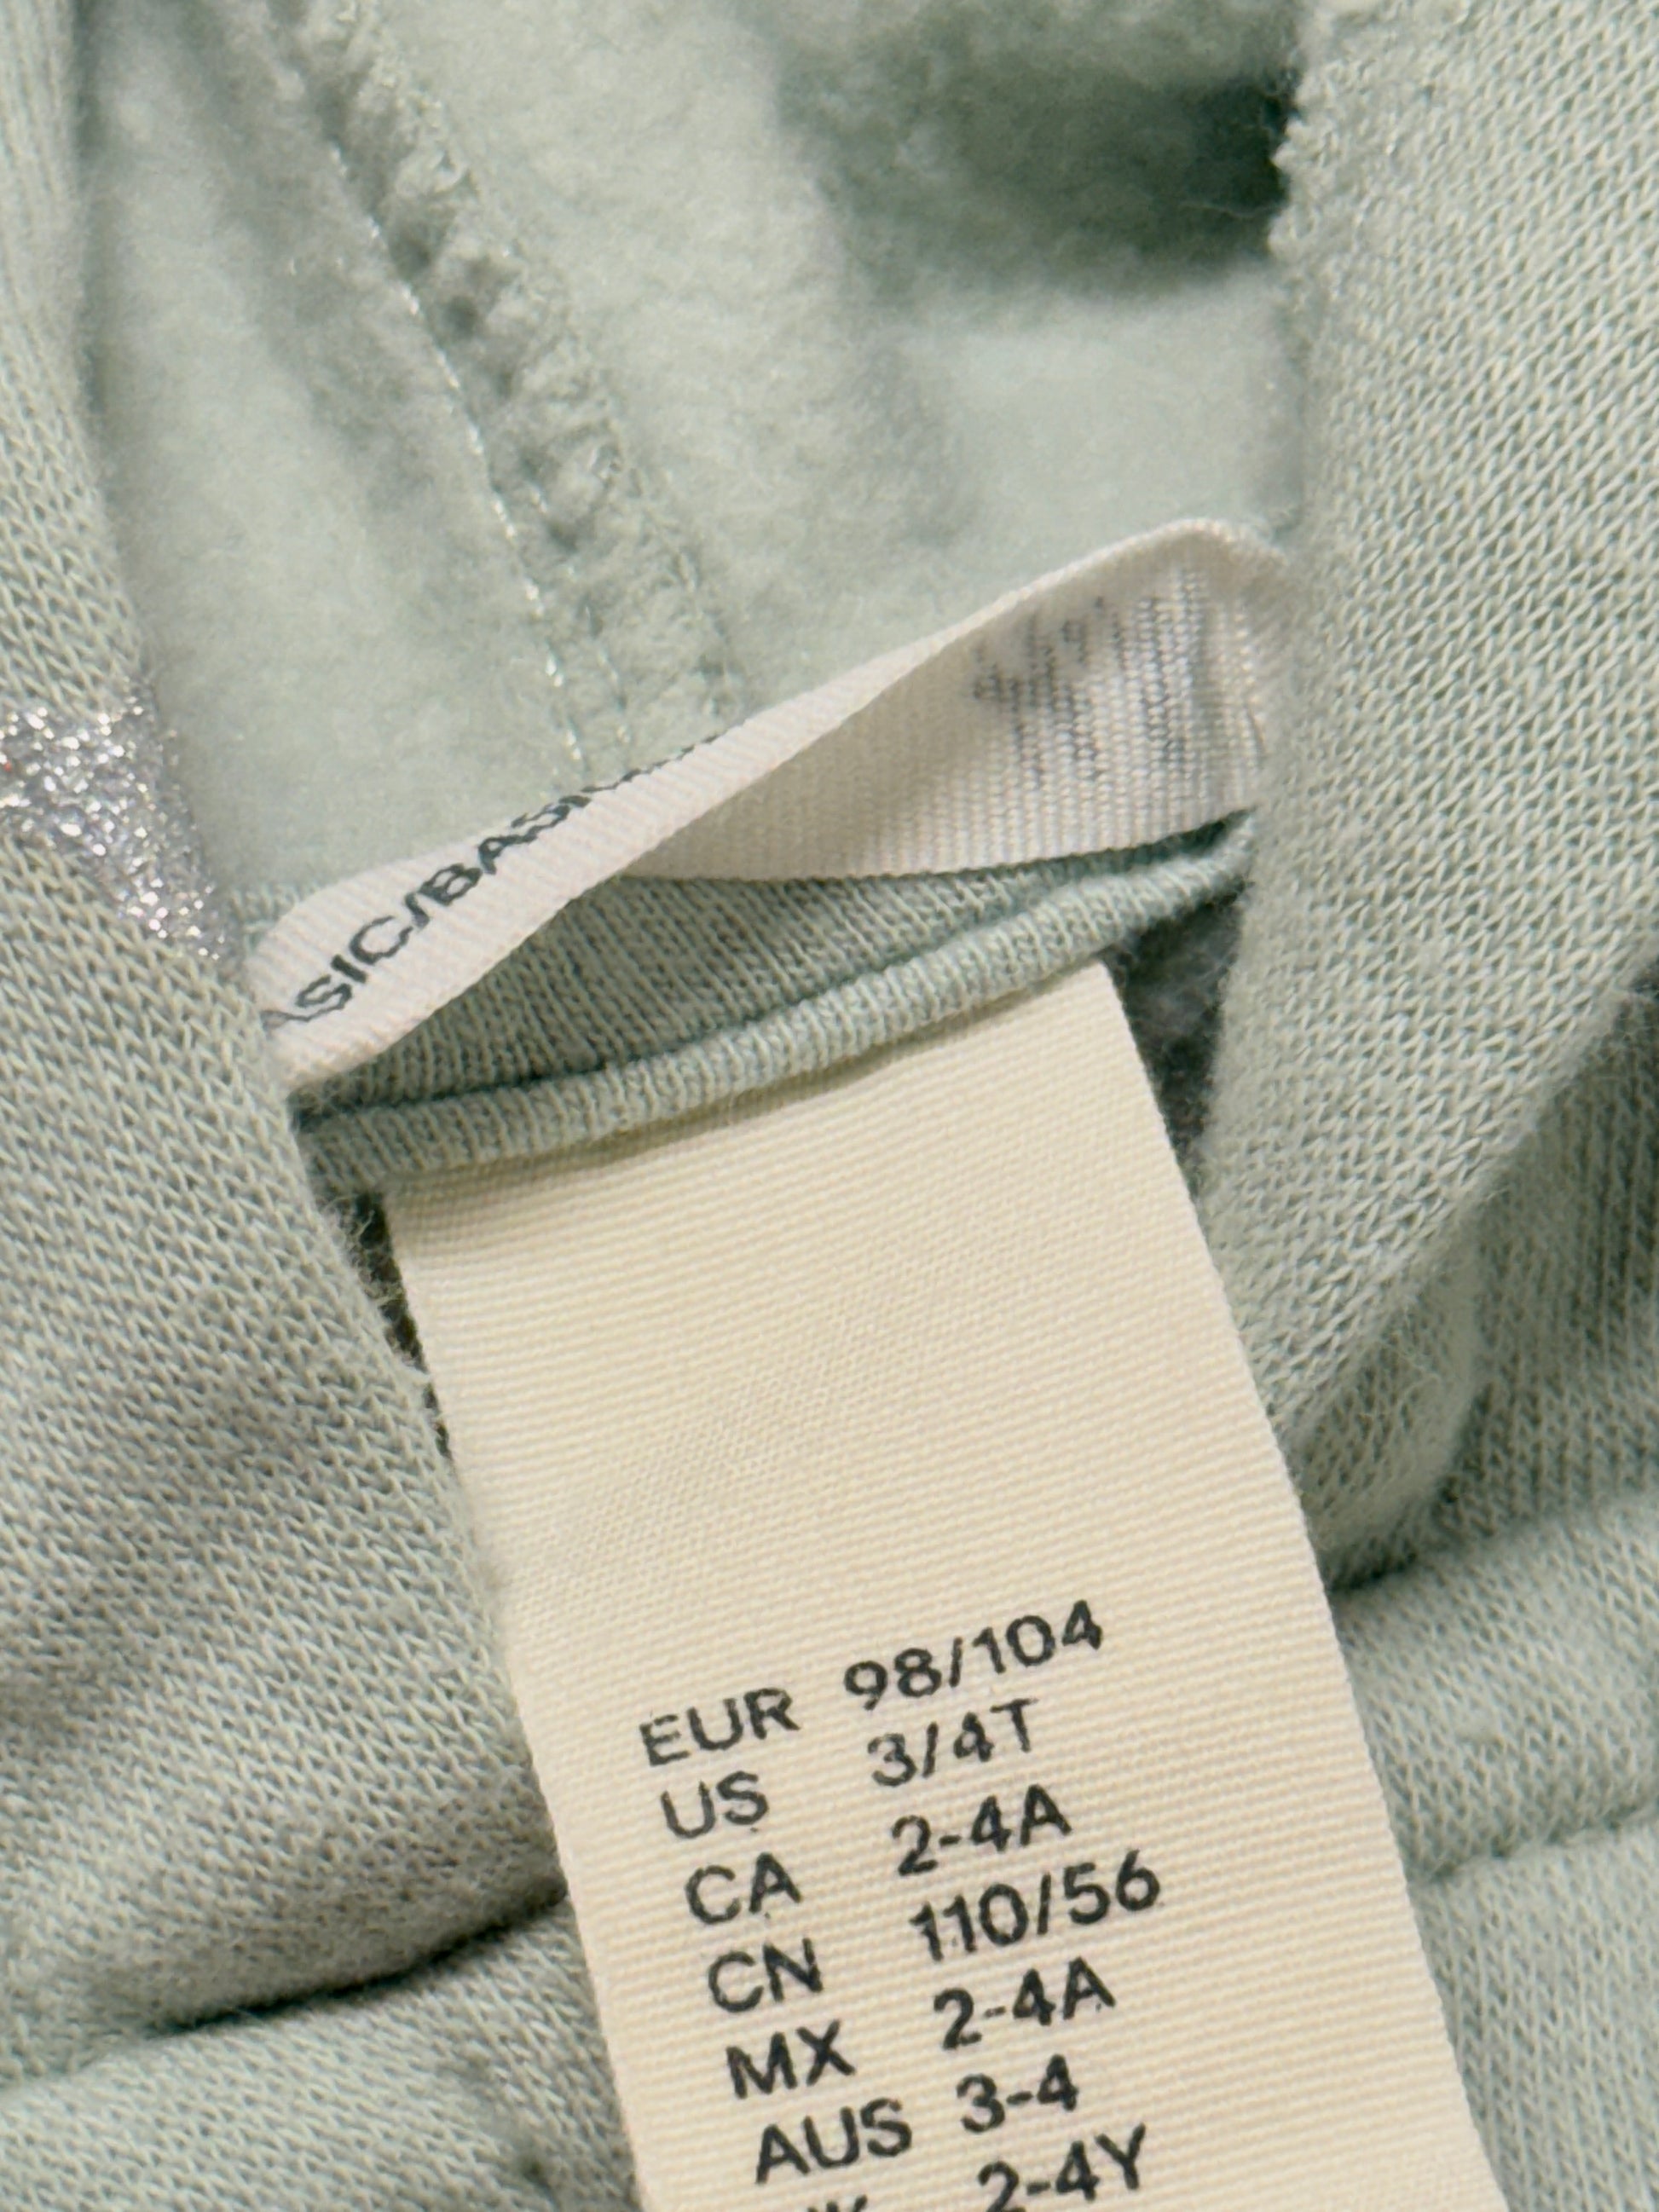 ASIC/BASI
EUR 98/104
US 3/4T
CA 2-4A
CN 110/56
MX 2-4A
AUS 3-4
2-4Y